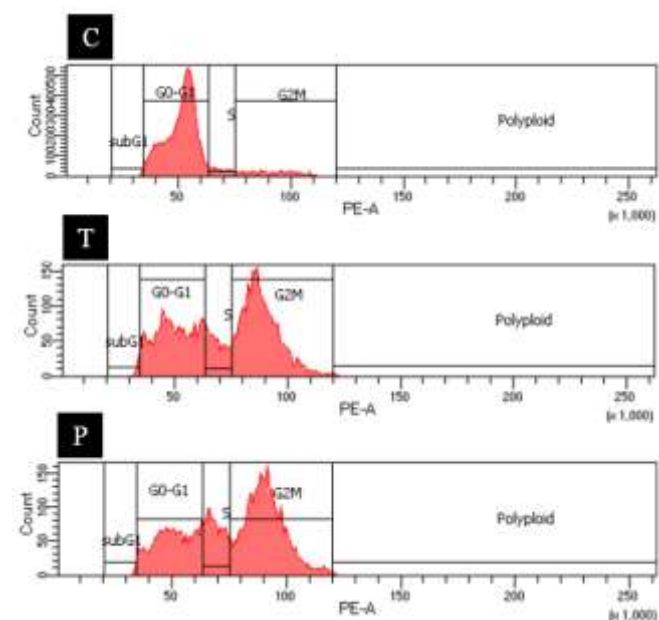 C
Count
100200300400500
0
subG1
G0-G1
S
G2M
Polyploid
50 100 150 200 250
PE-A
(x 1,000)
T
Count
0 50 100 150
subG1
G0-G1
S
G2M
Polyploid
50 100 150 200 250
PE-A
(x 1,000)
P
Count
0 50 100 150
subG1
G0-G1
S
G2M
Polyploid
50 100 150 200 250
PE-A
(x 1,000)